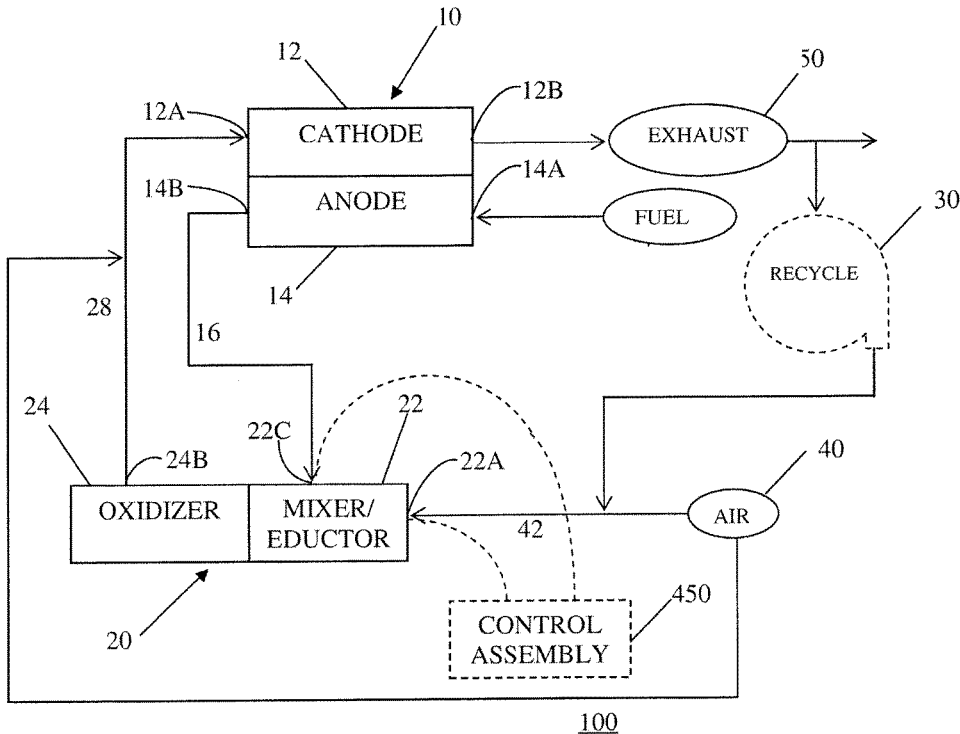 10
12
50
12A
12B
CATHODE
EXHAUST
14B
14A
ANODE
FUEL
30
RECYCLE
14
28
16
24
22C
22
22A
40
24B
OXIDIZER
MIXER/
EDUCTOR
42
AIR
450
CONTROL
ASSEMBLY
20
100